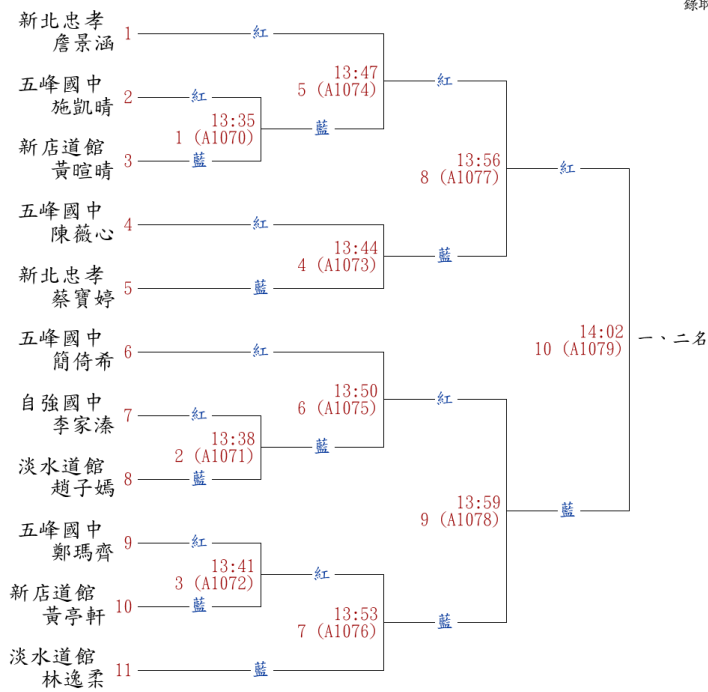 新北忠孝
詹景涵 1 紅
13:47
5 (A1074) 紅
五峰國中
施凱晴 2 紅
13:35
1 (A1070) 藍
新店道館
黃暄晴 3 藍
13:56
8 (A1077) 紅
五峰國中
陳薇心 4 紅
13:44
4 (A1073) 藍
新北忠孝
蔡寶婷 5 藍
14:02
10 (A1079) 一、二名
五峰國中
簡倚希 6 紅
13:50
6 (A1075) 紅
自強國中
李家溱 7 紅
13:38
2 (A1071) 藍
淡水道館
趙子嫣 8 藍
13:59
9 (A1078) 藍
五峰國中
鄭瑪齊 9 紅
13:41
3 (A1072) 紅
新店道館
黃亭軒 10 藍
13:53
7 (A1076) 藍
淡水道館
林逸柔 11 藍